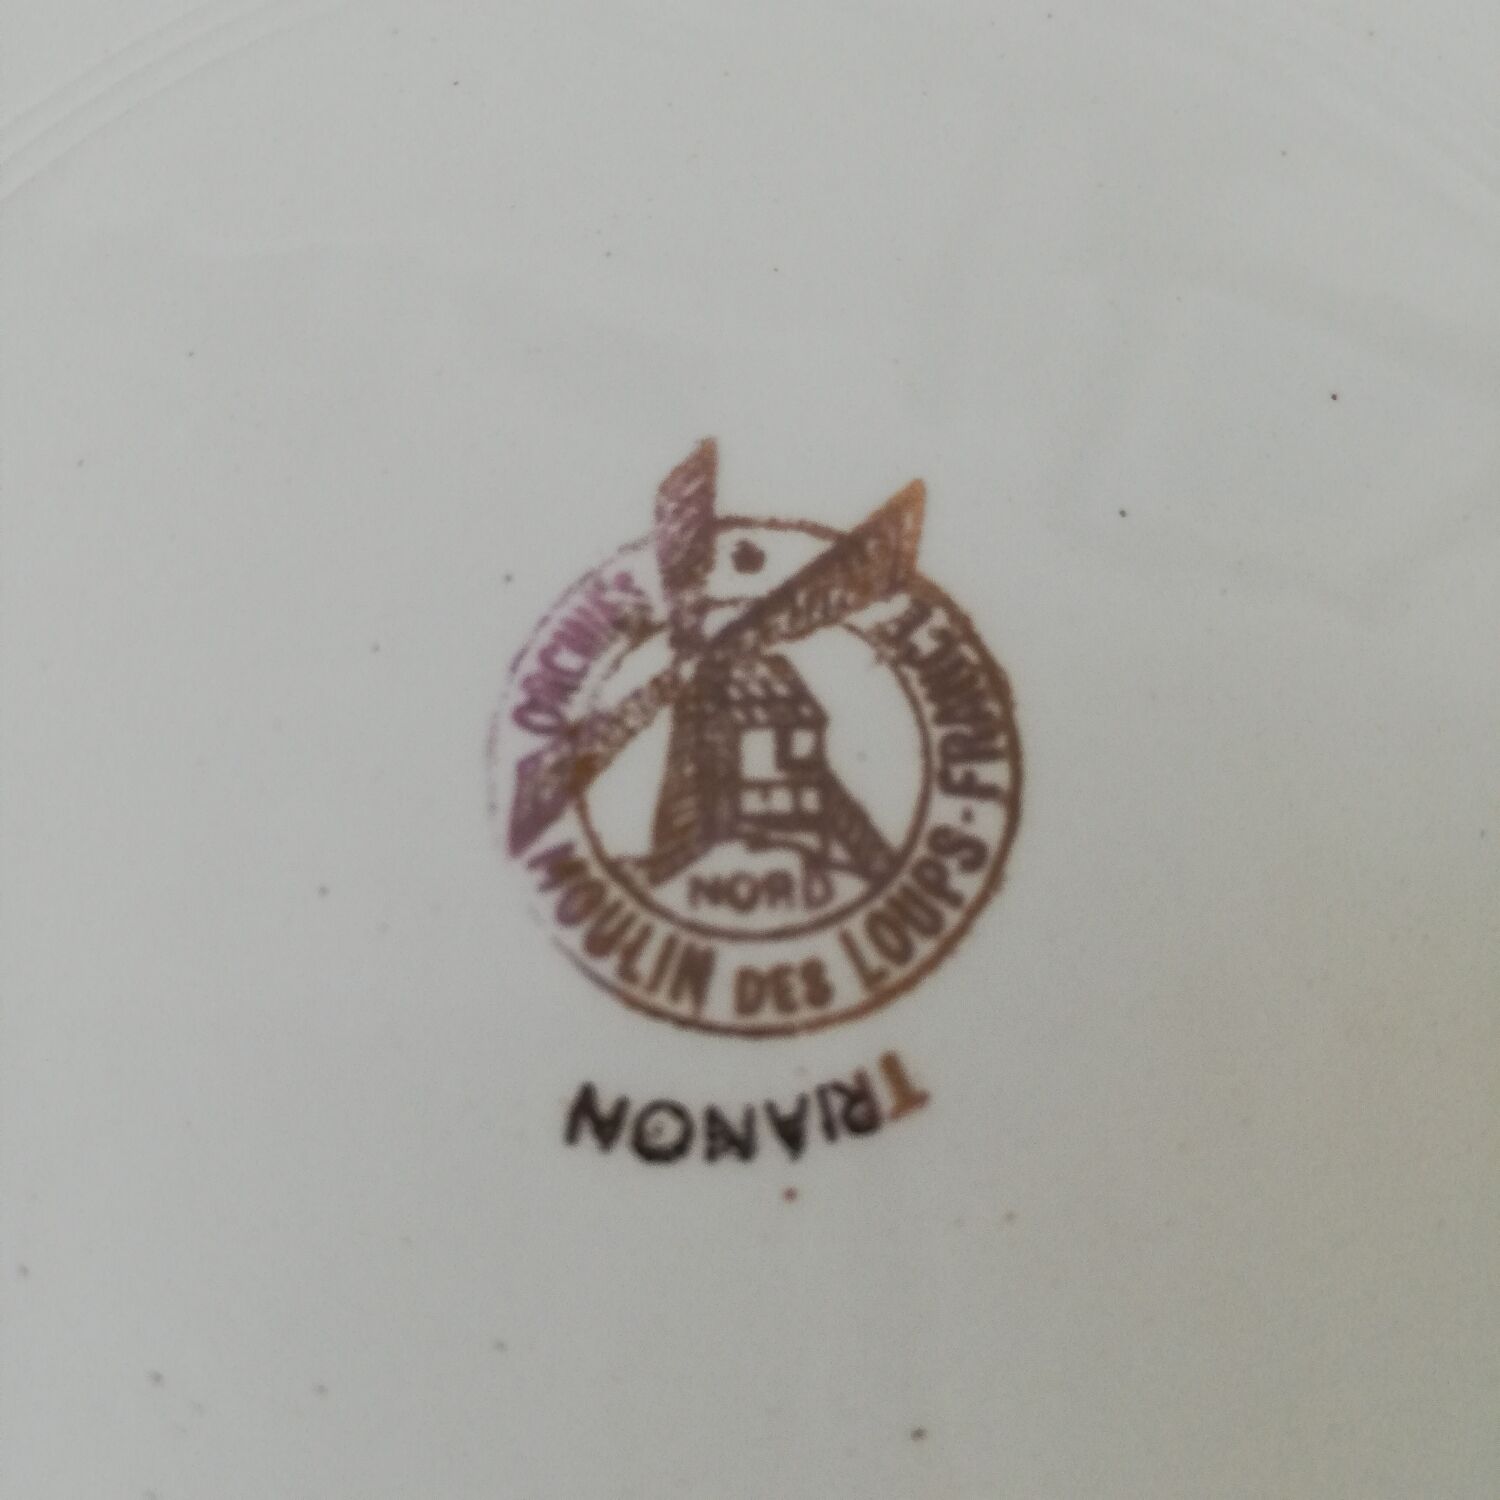 ORCHIES
MOULIN DES LOUPS·FRANCE
NORD
TRIANON